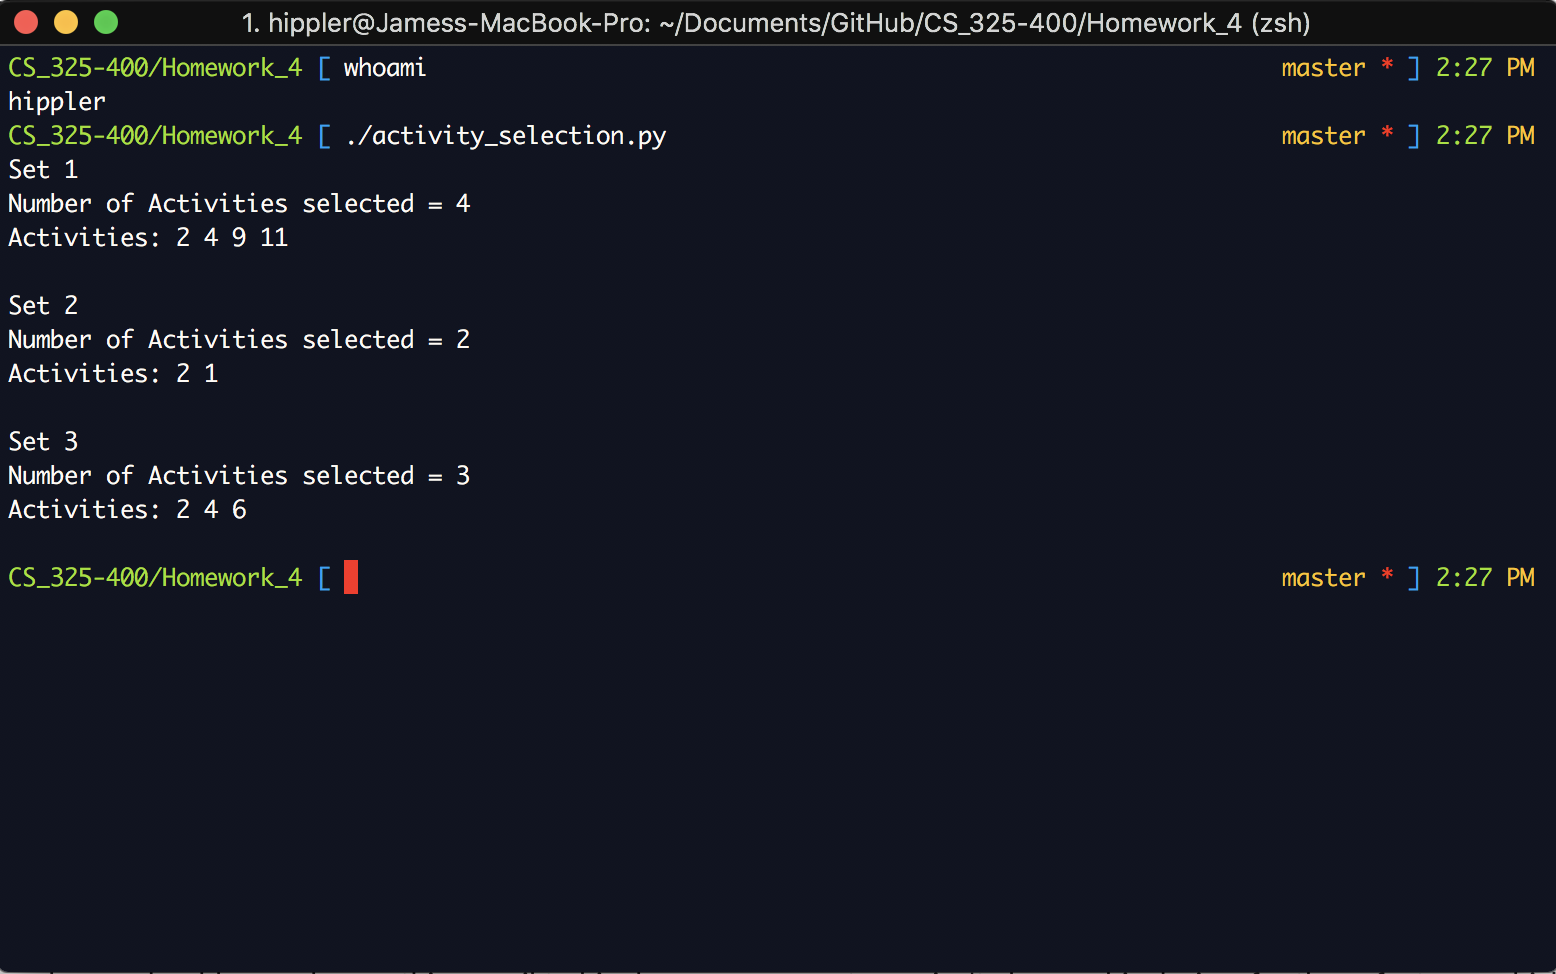 1. hippler@Jamess-MacBook-Pro: ~/Documents/GitHub/CS_325-400/Homework_4 (zsh)
CS_325-400/Homework_4 [ whoami master * ] 2:27 PM
hippler
CS_325-400/Homework_4 [ ./activity_selection.py master * ] 2:27 PM
Set 1
Number of Activities selected = 4
Activities: 2 4 9 11
Set 2
Number of Activities selected = 2
Activities: 2 1
Set 3
Number of Activities selected = 3
Activities: 2 4 6
CS_325-400/Homework_4 [ master * ] 2:27 PM